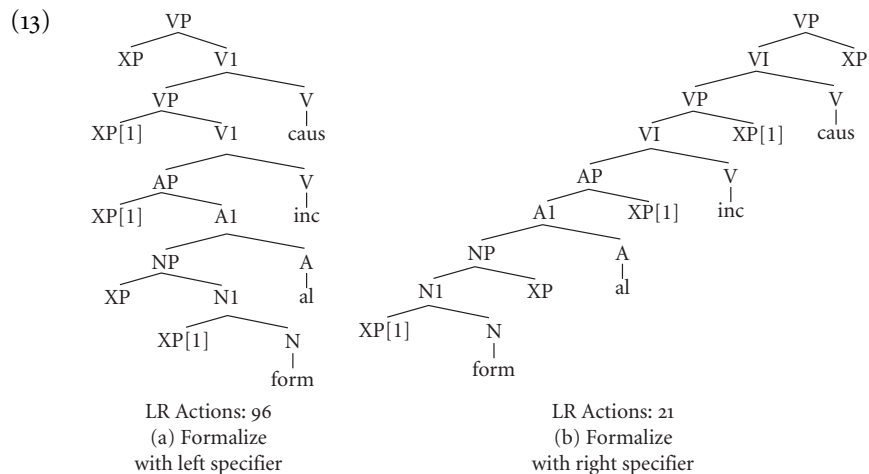 (13)
VP VP
XP V1 VI XP
VP V VP V
XP[1] V1 caus VI XP[1] caus
AP V AP V
XP[1] A1 inc A1 XP[1] inc
NP A NP A
XP N1 al N1 XP al
XP[1] N XP[1] N
form form
LR Actions: 96 LR Actions: 21
(a) Formalize (b) Formalize
with left specifier with right specifier